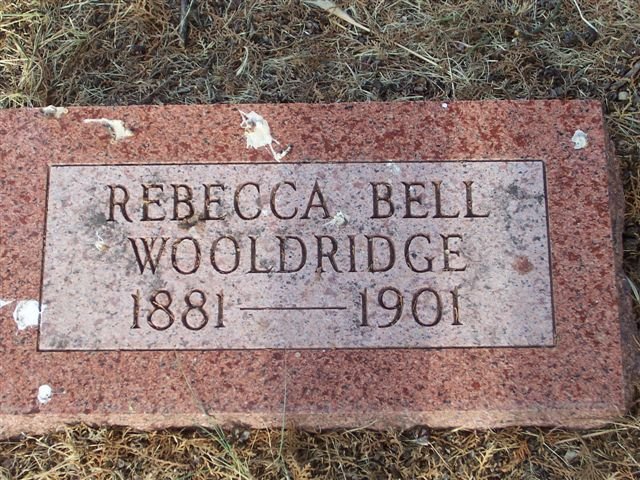 REBECCA BELL
WOOLDRIDGE
1881 — 1901